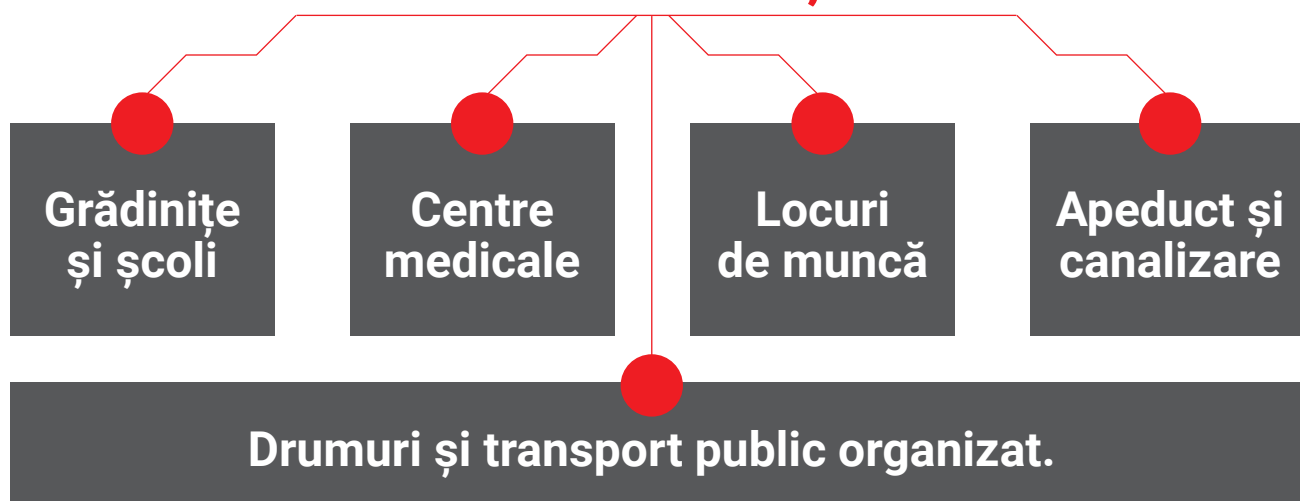 Grădinițe
și școli
Centre
medicale
Locuri
de muncă
Apeduct și
canalizare
Drumuri și transport public organizat.